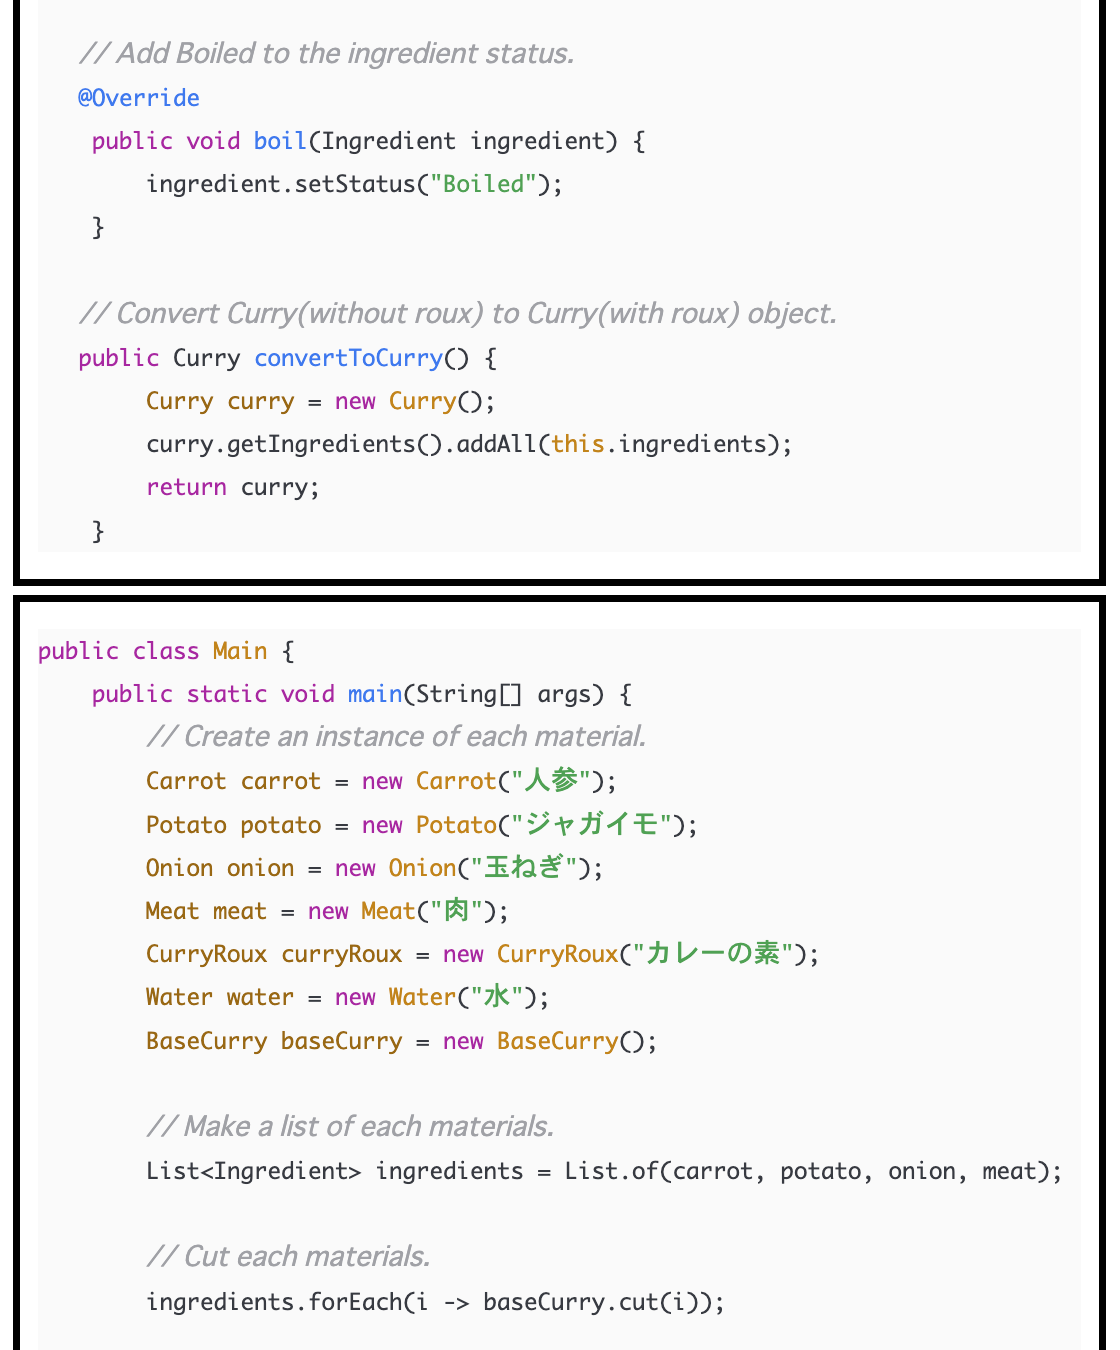 // Add Boiled to the ingredient status.
@Override
public void boil(Ingredient ingredient) {
ingredient.setStatus("Boiled");
}
// Convert Curry(without roux) to Curry(with roux) object.
public Curry convertToCurry() {
Curry curry = new Curry();
curry.getIngredients().addAll(this.ingredients);
return curry;
}
public class Main {
public static void main(String[] args) {
// Create an instance of each material.
Carrot carrot = new Carrot("人参");
Potato potato = new Potato("ジャガイモ");
Onion onion = new Onion("玉ねぎ");
Meat meat = new Meat("肉");
CurryRoux curryRoux = new CurryRoux("カレーの素");
Water water = new Water("水");
BaseCurry baseCurry = new BaseCurry();
// Make a list of each materials.
List<Ingredient> ingredients = List.of(carrot, potato, onion, meat);
// Cut each materials.
ingredients.forEach(i -> baseCurry.cut(i));